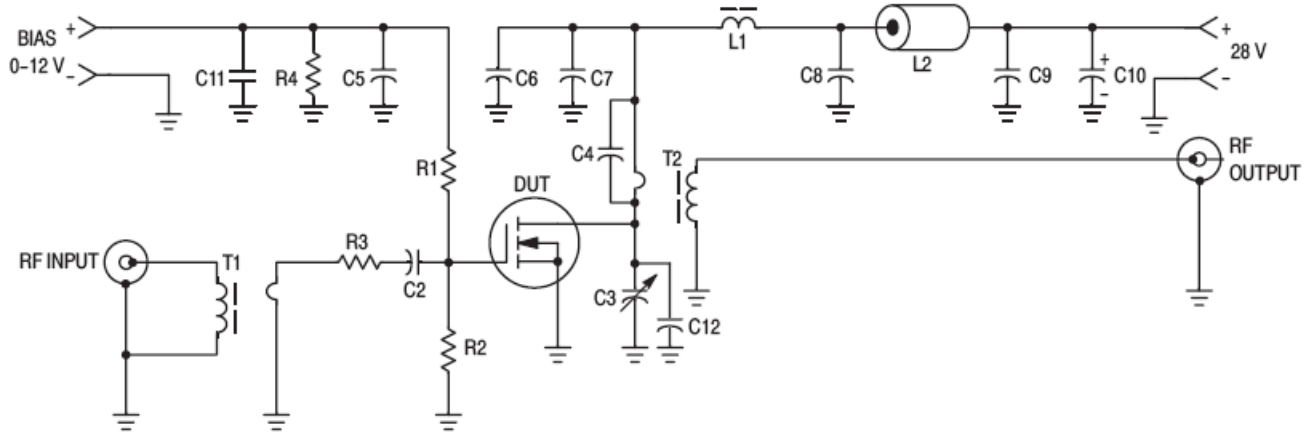 BIAS
0–12 V
+
–
C11
R4
C5
C6
C7
L1
C8
L2
C9
+
C10
–
+
28 V
–
R1
C4
T2
RF
OUTPUT
DUT
RF INPUT
T1
R3
C2
C3
C12
R2